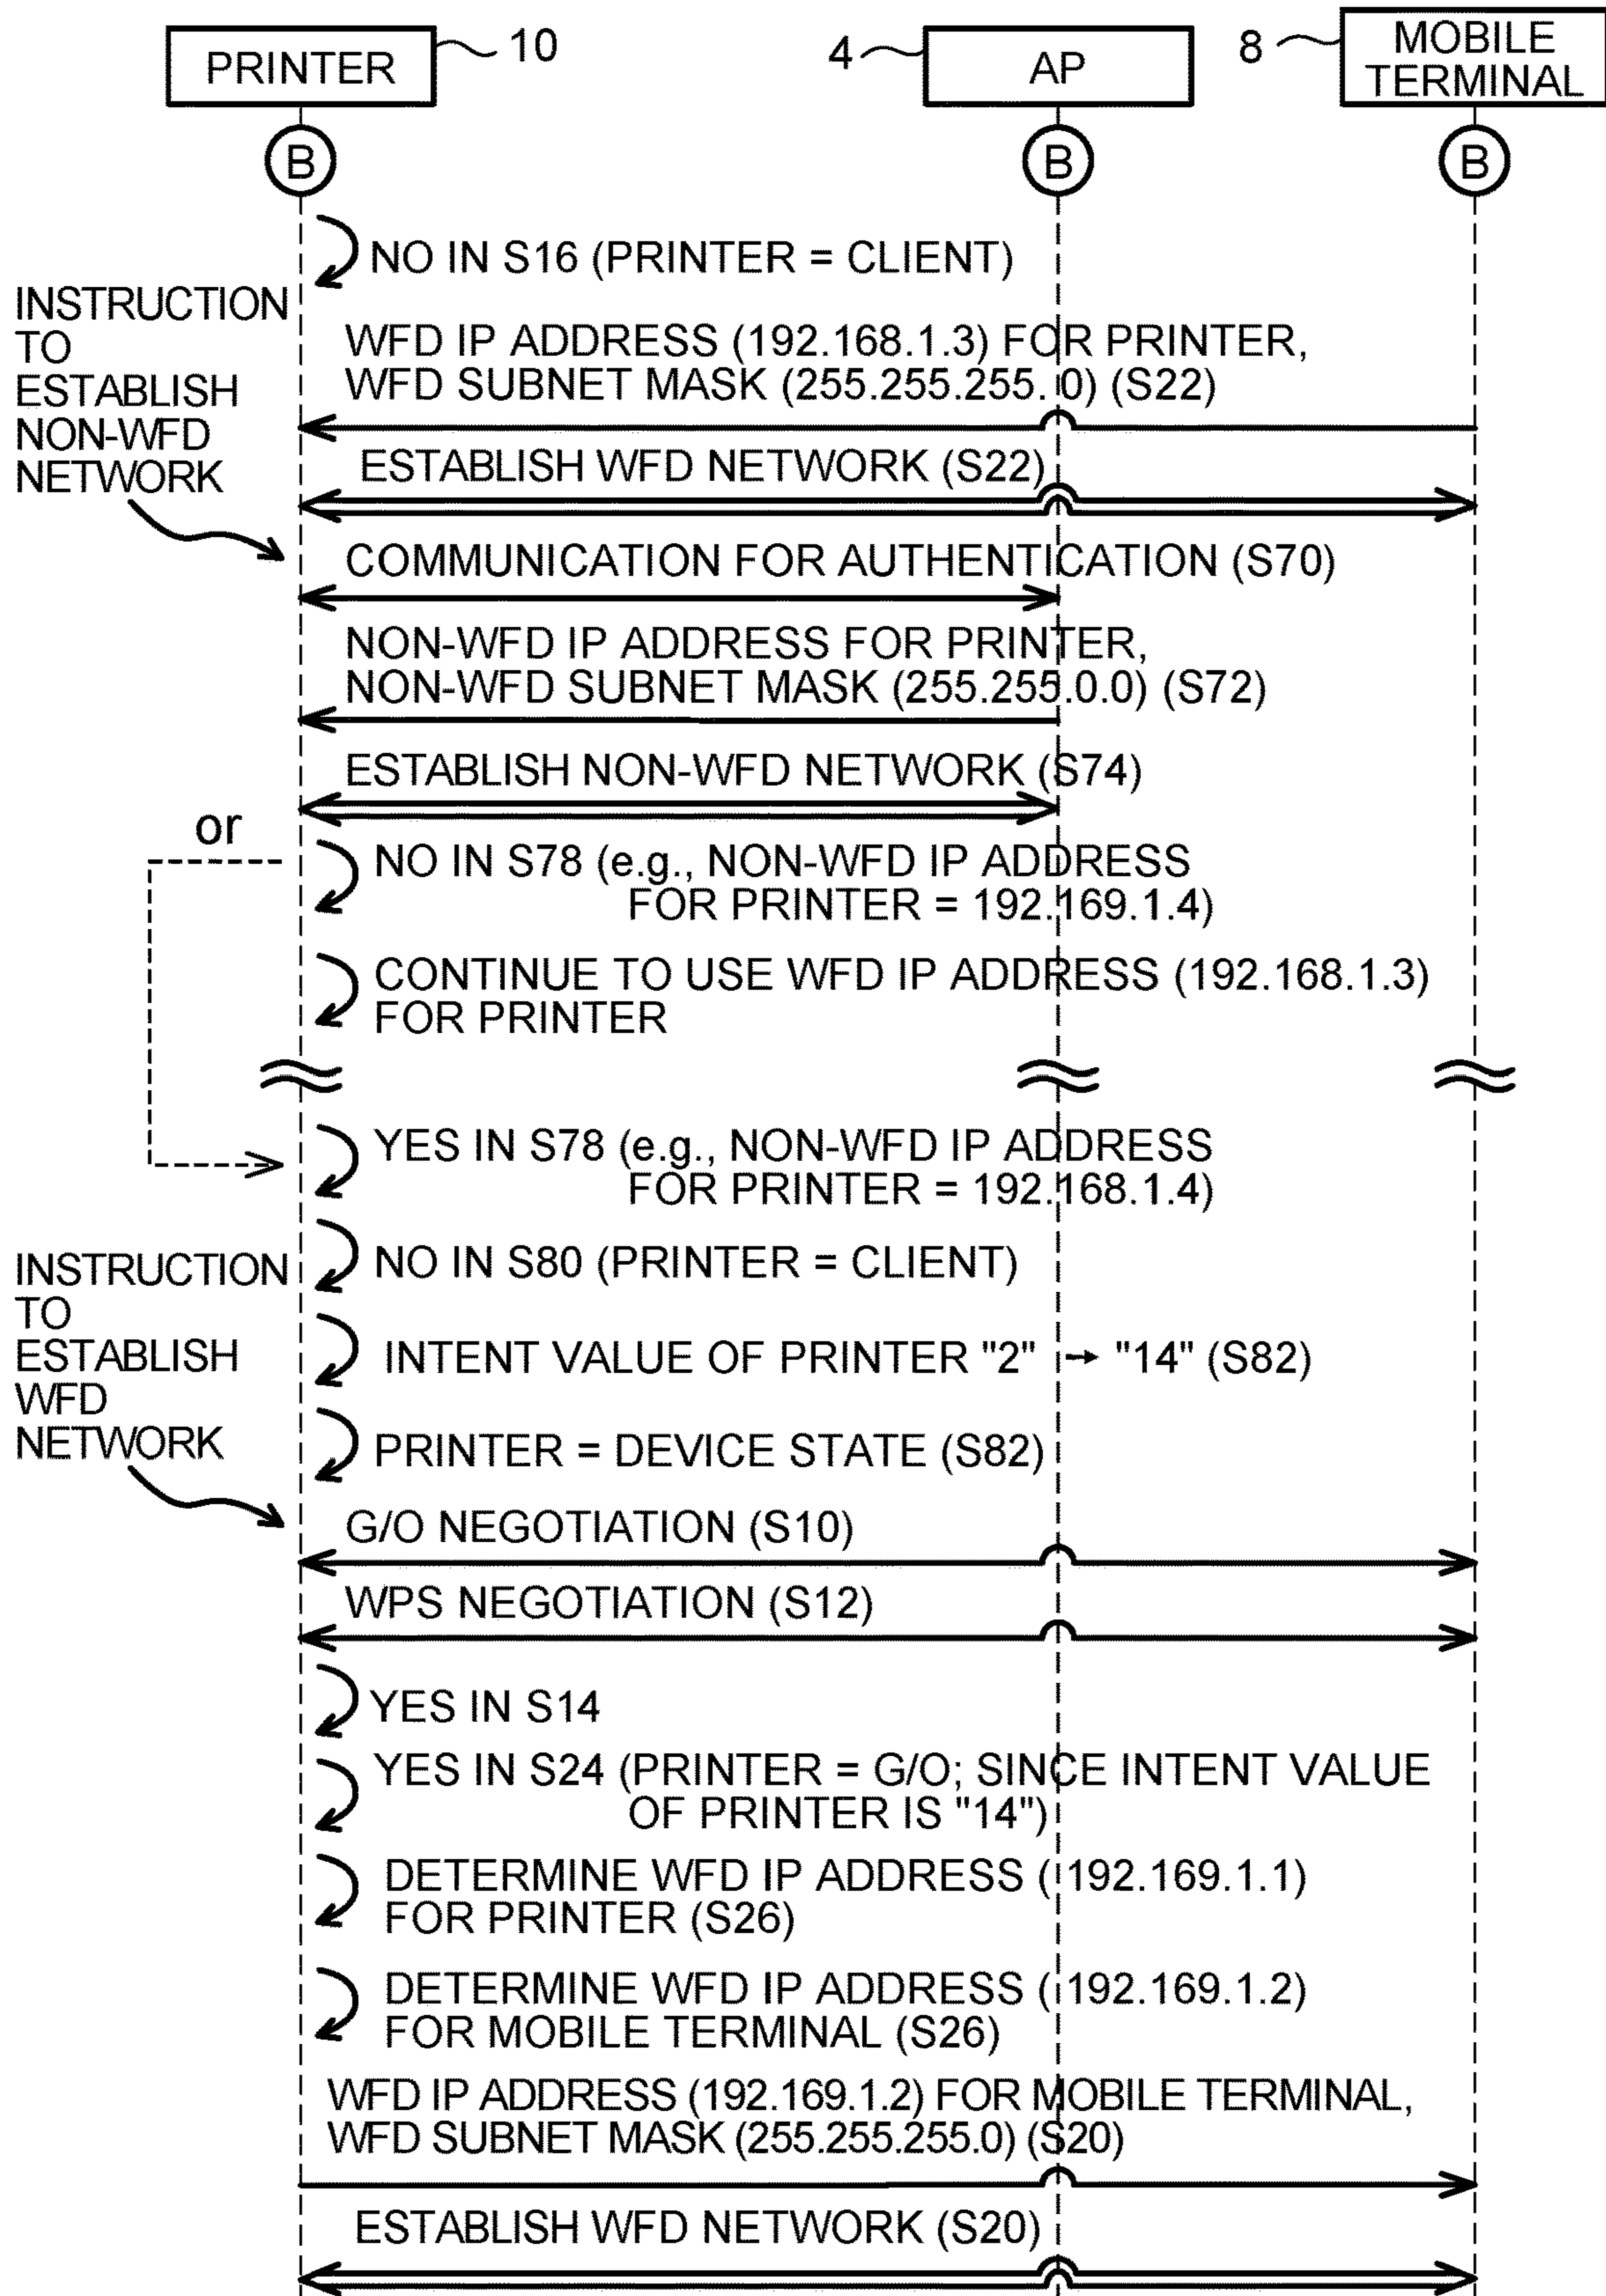 PRINTER
10
4
AP
8
MOBILE
TERMINAL
B
B
B
NO IN S16 (PRINTER = CLIENT)
INSTRUCTION
TO
ESTABLISH
NON-WFD
NETWORK
WFD IP ADDRESS (192.168.1.3) FOR PRINTER,
WFD SUBNET MASK (255.255.255. 0) (S22)
ESTABLISH WFD NETWORK (S22)
COMMUNICATION FOR AUTHENTICATION (S70)
NON-WFD IP ADDRESS FOR PRINTER,
NON-WFD SUBNET MASK (255.255.0.0) (S72)
ESTABLISH NON-WFD NETWORK (S74)
or
NO IN S78 (e.g., NON-WFD IP ADDRESS
FOR PRINTER = 192.169.1.4)
CONTINUE TO USE WFD IP ADDRESS (192.168.1.3)
FOR PRINTER
YES IN S78 (e.g., NON-WFD IP ADDRESS
FOR PRINTER = 192.168.1.4)
NO IN S80 (PRINTER = CLIENT)
INSTRUCTION
TO
ESTABLISH
WFD
NETWORK
INTENT VALUE OF PRINTER "2" → "14" (S82)
PRINTER = DEVICE STATE (S82)
G/O NEGOTIATION (S10)
WPS NEGOTIATION (S12)
YES IN S14
YES IN S24 (PRINTER = G/O; SINCE INTENT VALUE
OF PRINTER IS "14")
DETERMINE WFD IP ADDRESS ( 192.169.1.1)
FOR PRINTER (S26)
DETERMINE WFD IP ADDRESS ( 192.169.1.2)
FOR MOBILE TERMINAL (S26)
WFD IP ADDRESS (192.169.1.2) FOR MOBILE TERMINAL,
WFD SUBNET MASK (255.255.255.0) (S20)
ESTABLISH WFD NETWORK (S20)